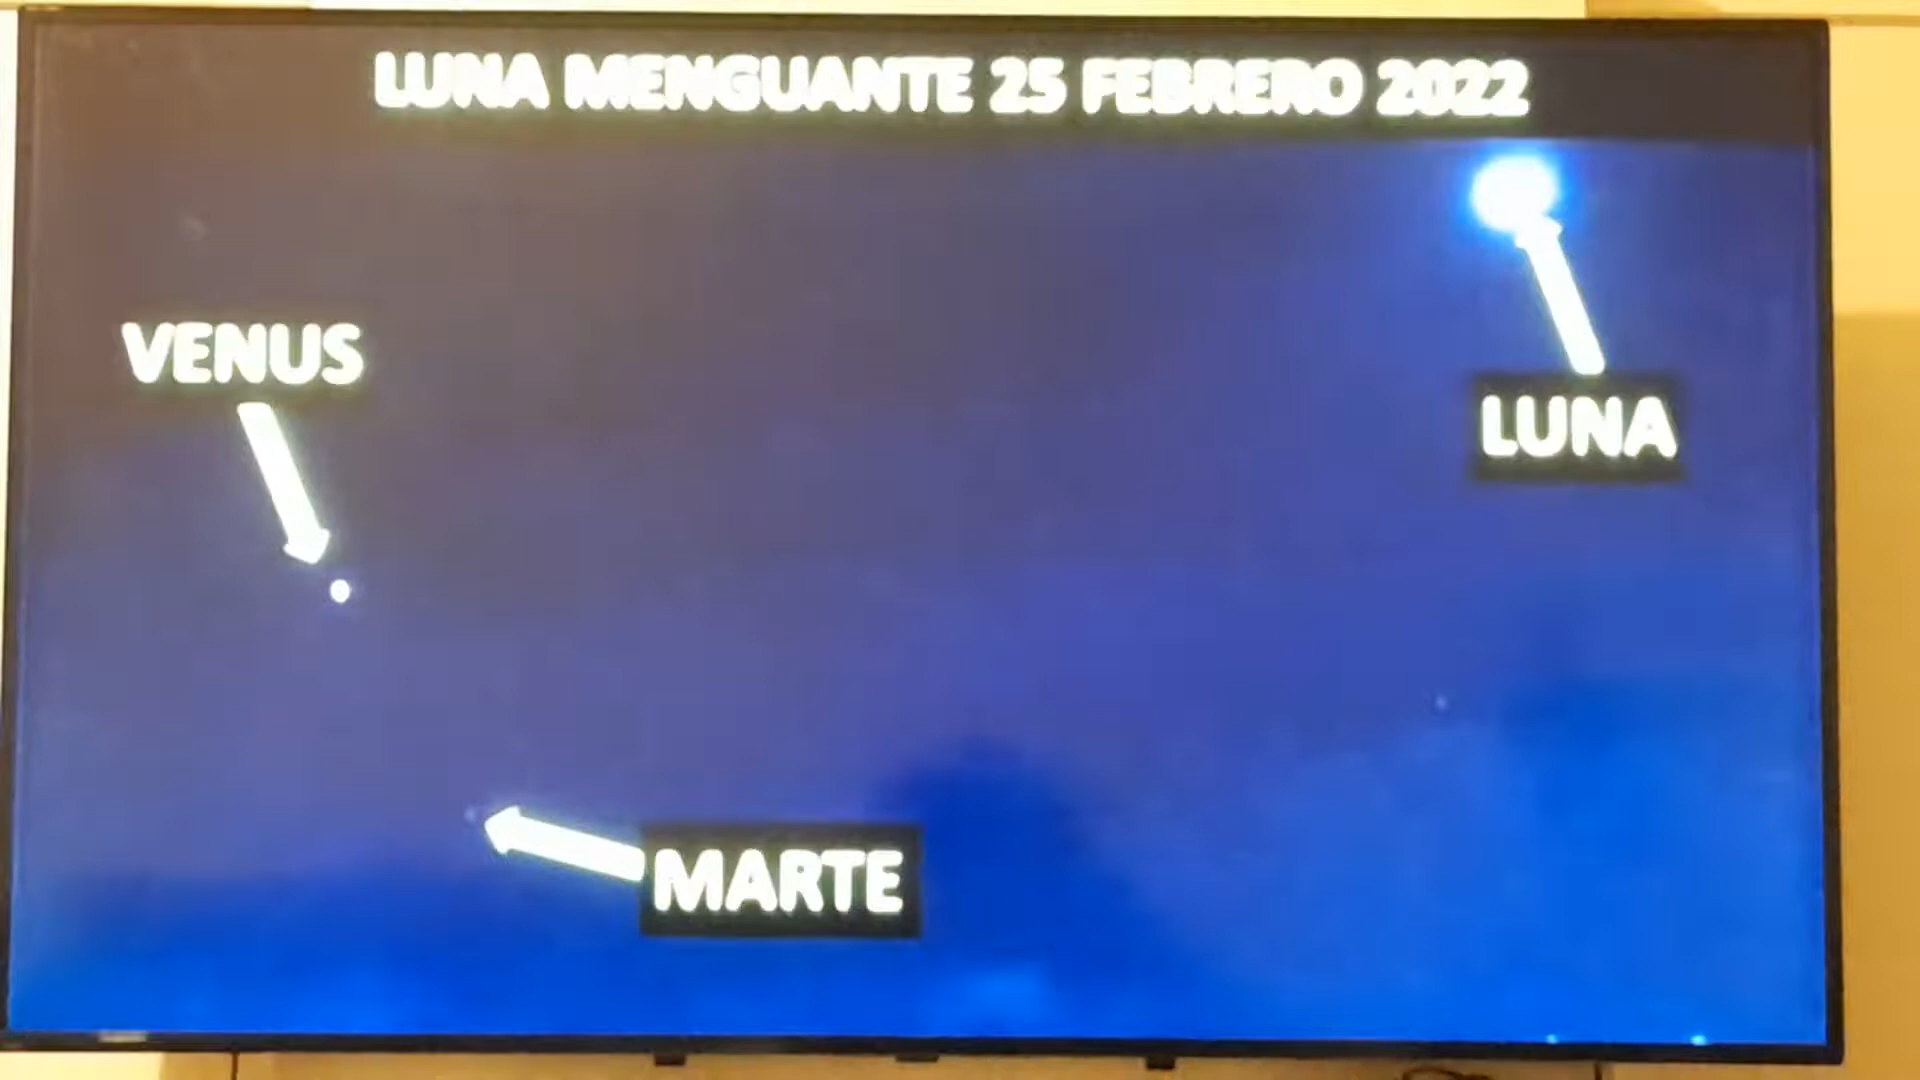 LUNA MENGUANTE 25 FEBRERO 2022
VENUS
LUNA
MARTE